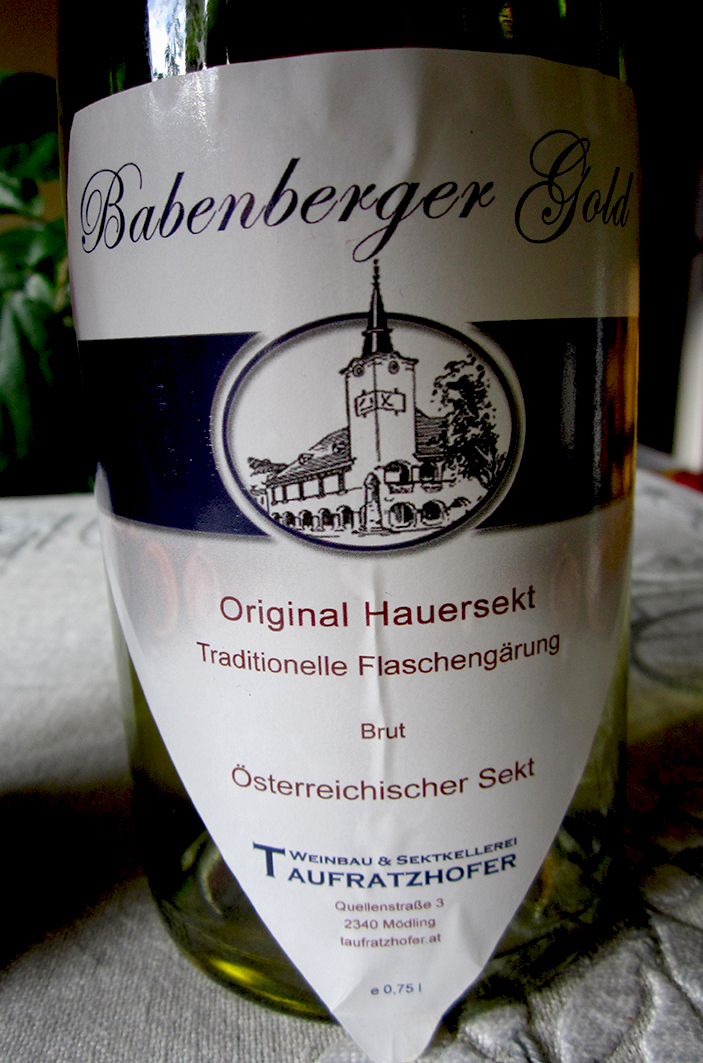 Babenberger Gold
Original Hauersekt
Traditionelle Flaschengärung
Brut
Österreichischer Sekt
WEINBAU & SEKTKELLEREI
TAUFRATZHOFER
Quellenstraße 3
2340 Mödling
taufratzhofer.at
e 0,75 l